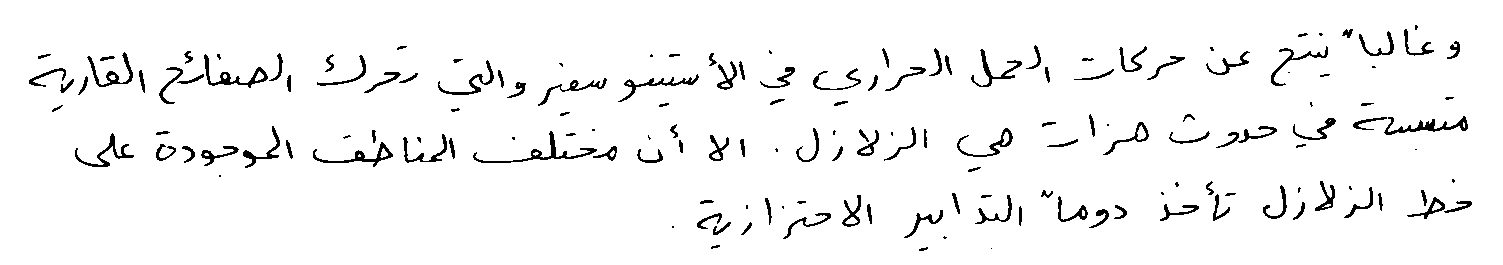 وغالباً ينتج عن حركات الحمل الحراري في الأستينوسفير والتي تحرك الصفائح القارية
متسببة في حدوث هزات هي الزلازل. الا أن مختلف المناطق الموجودة على
خط الزلازل تأخذ دوماً التدابير الاحترازية.